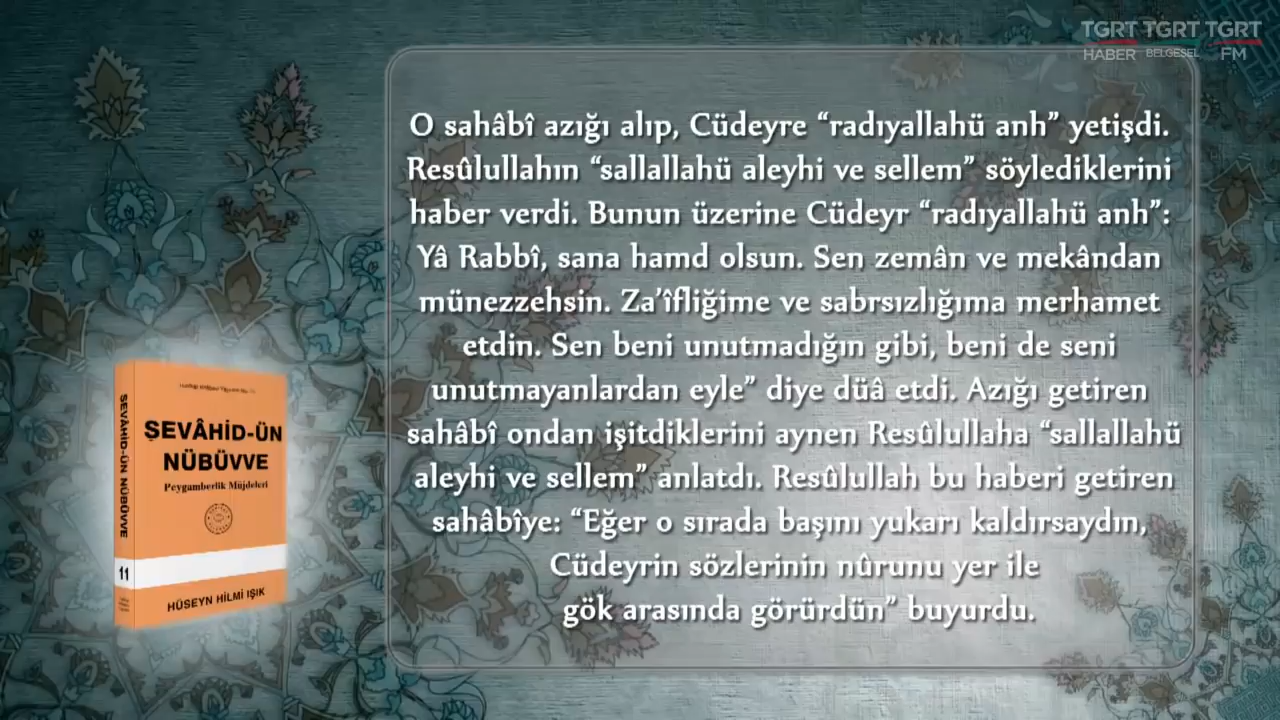 TGRT TGRT TGRT
HABER BELGESEL FM
O sahâbî azığı alıp, Cüdeyre “radıyallahü anh” yetişdi.
Resûlullahın “sallallahü aleyhi ve sellem” söylediklerini
haber verdi. Bunun üzerine Cüdeyr “radıyallahü anh”:
Yâ Rabbî, sana hamd olsun. Sen zemân ve mekândan
münezzehsin. Za’îfliğime ve sabrsızlığıma merhamet
etdin. Sen beni unutmadığın gibi, beni de seni
unutmayanlardan eyle” diye düâ etdi. Azığı getiren
sahâbî ondan işitdiklerini aynen Resûlullaha “sallallahü
aleyhi ve sellem” anlatdı. Resûlullah bu haberi getiren
sahâbîye: “Eğer o sırada başını yukarı kaldırsaydın,
Cüdeyrin sözlerinin nûrunu yer ile
gök arasında görürdün” buyurdu.
ŞEVÂHİD-ÜN
NÜBÜVVE
Peygamberlik Müjdeleri
HÜSEYN HİLMİ IŞIK
ŞEVÂHİD-ÜN NÜBÜVVE
11